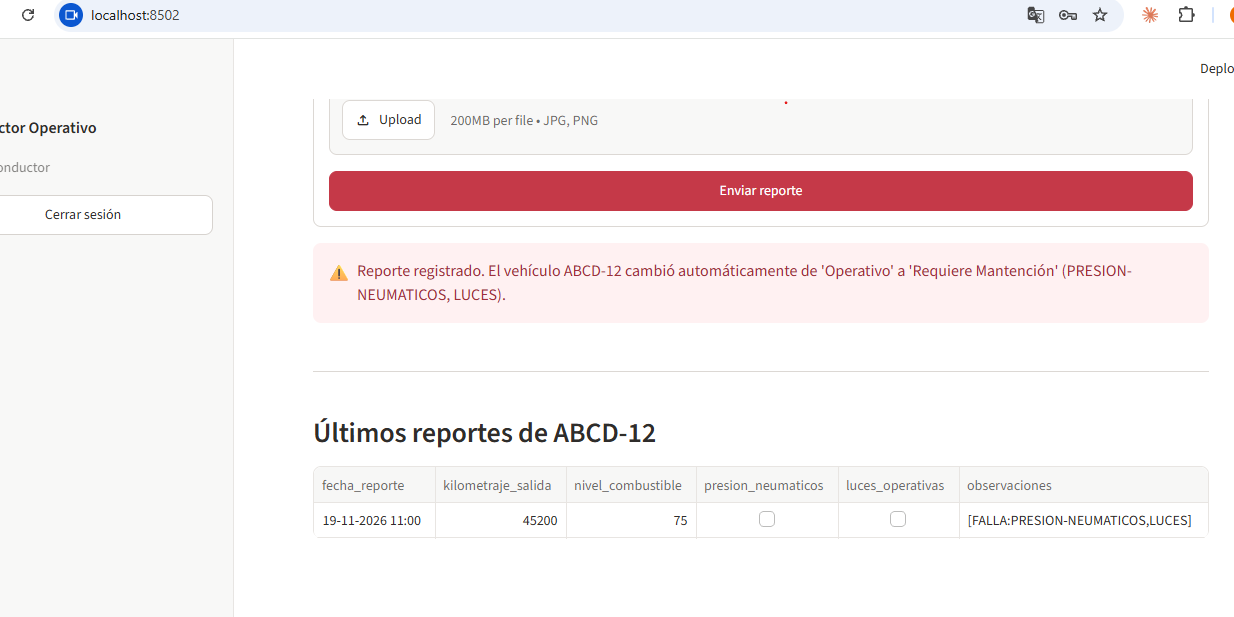 localhost:8502
Deplo
ctor Operativo
onductor
Cerrar sesión
Upload
200MB per file • JPG, PNG
Enviar reporte
Reporte registrado. El vehículo ABCD-12 cambió automáticamente de 'Operativo' a 'Requiere Mantención' (PRESION-
NEUMATICOS, LUCES).
Últimos reportes de ABCD-12
fecha_reporte kilometraje_salida nivel_combustible presion_neumaticos luces_operativas observaciones
19-11-2026 11:00 45200 75 [FALLA:PRESION-NEUMATICOS,LUCES]